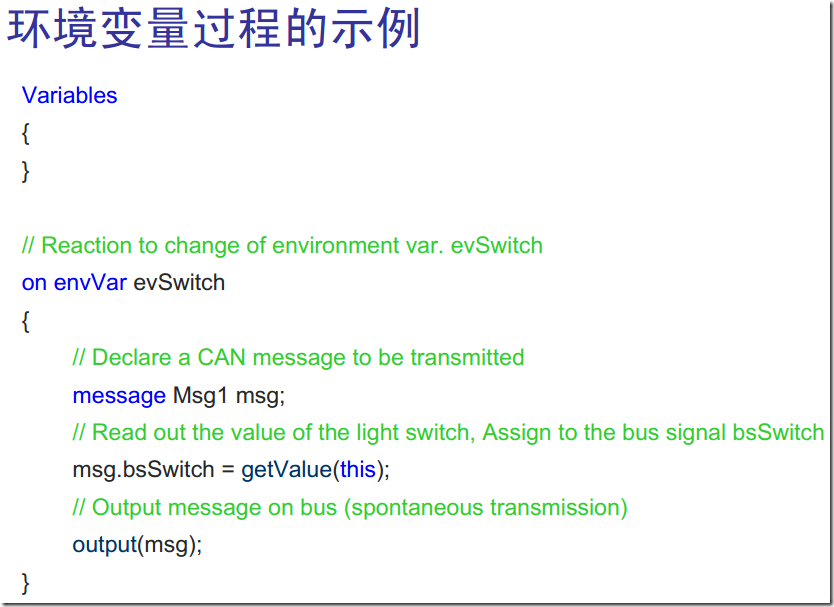 环境变量过程的示例
Variables
{
}
// Reaction to change of environment var. evSwitch
on envVar evSwitch
{
// Declare a CAN message to be transmitted
message Msg1 msg;
// Read out the value of the light switch, Assign to the bus signal bsSwitch
msg.bsSwitch = getValue(this);
// Output message on bus (spontaneous transmission)
output(msg);
}